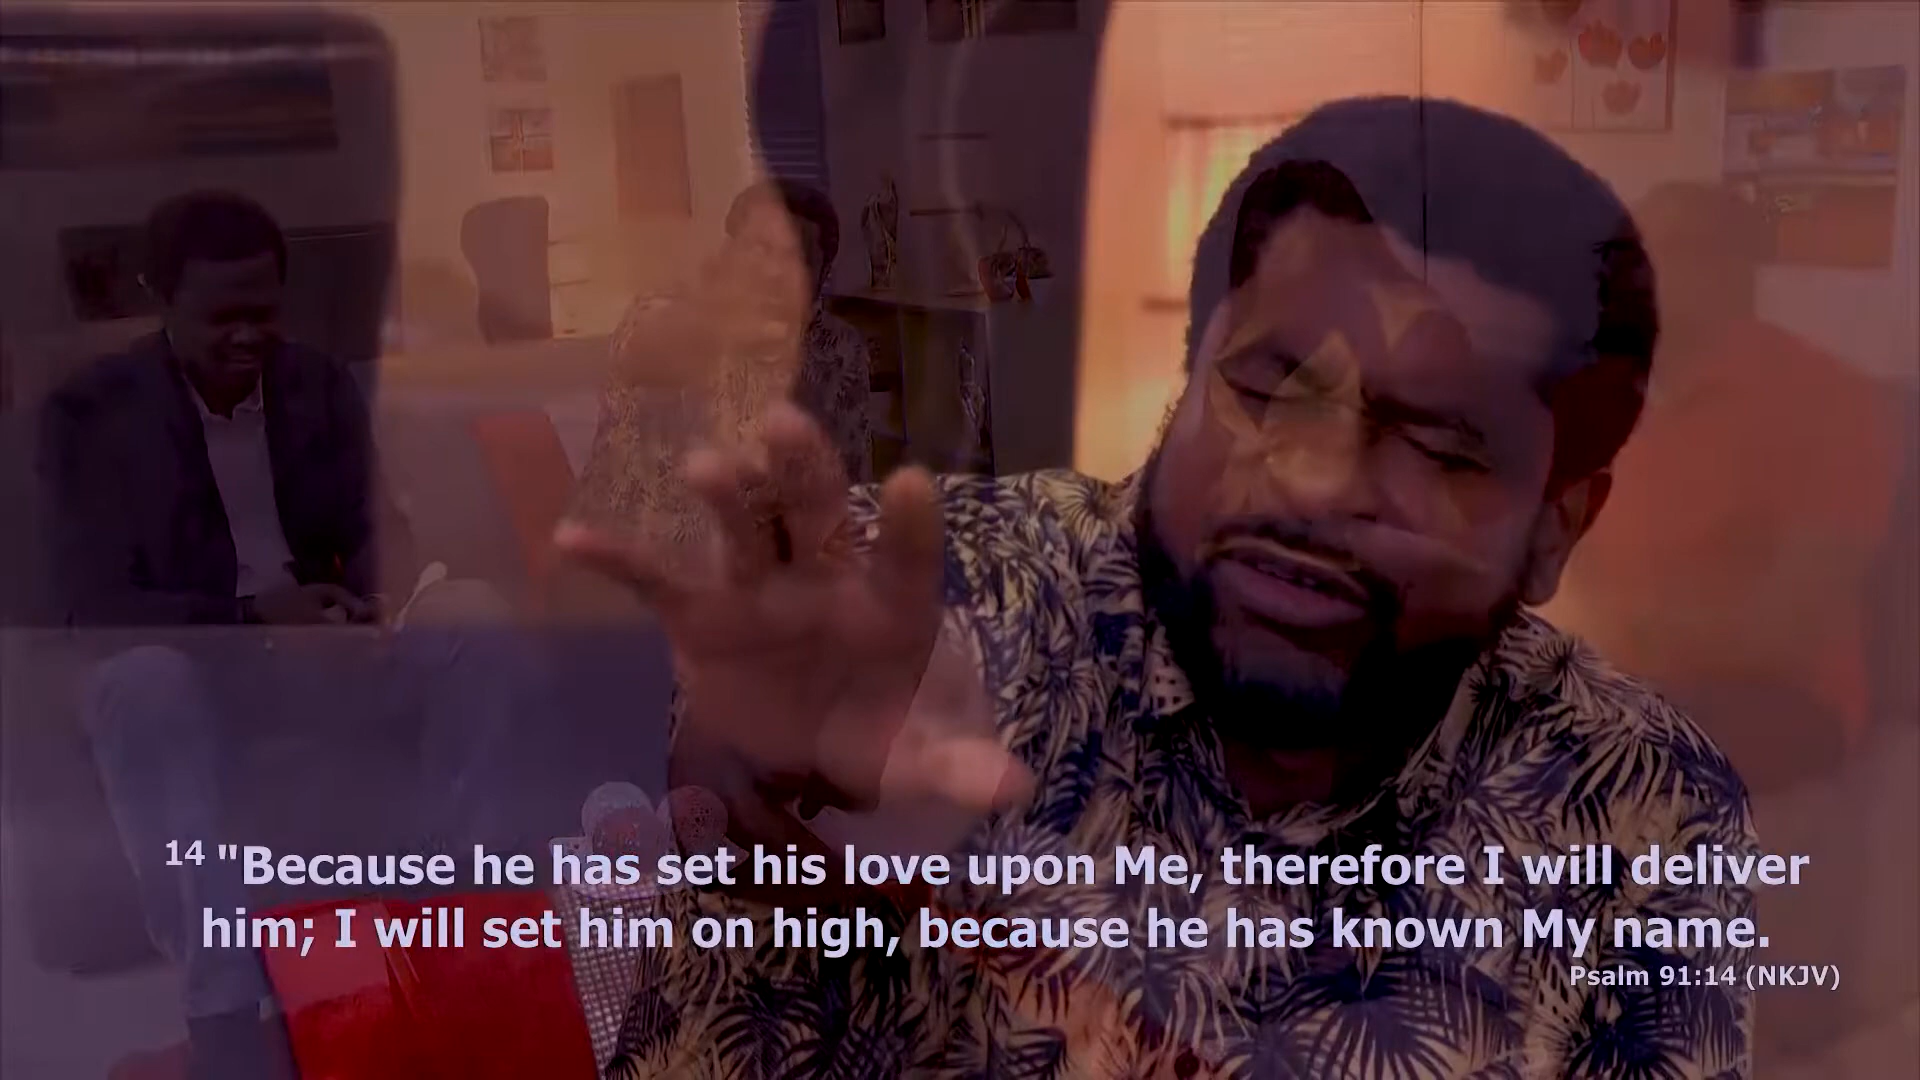 14 "Because he has set his love upon Me, therefore I will deliver
him; I will set him on high, because he has known My name.
Psalm 91:14 (NKJV)